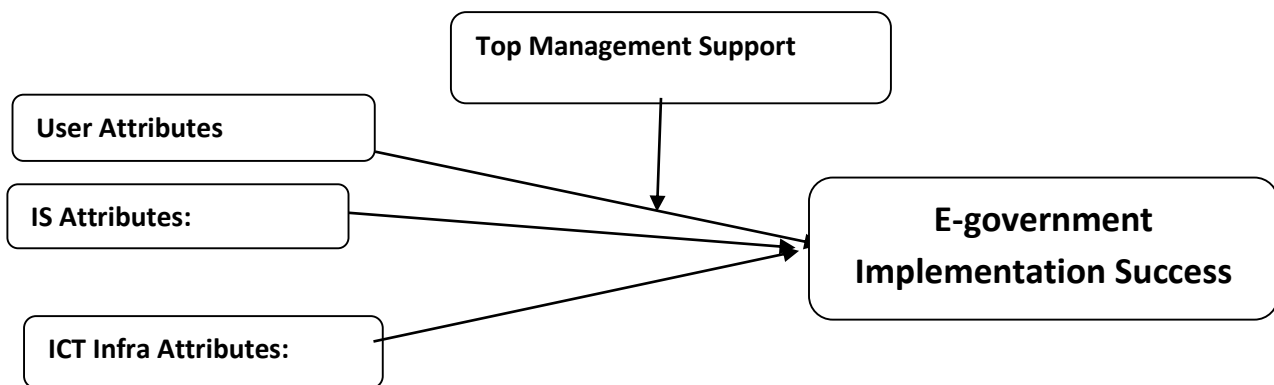 Top Management Support
User Attributes
IS Attributes:
E-government
Implementation Success
ICT Infra Attributes: